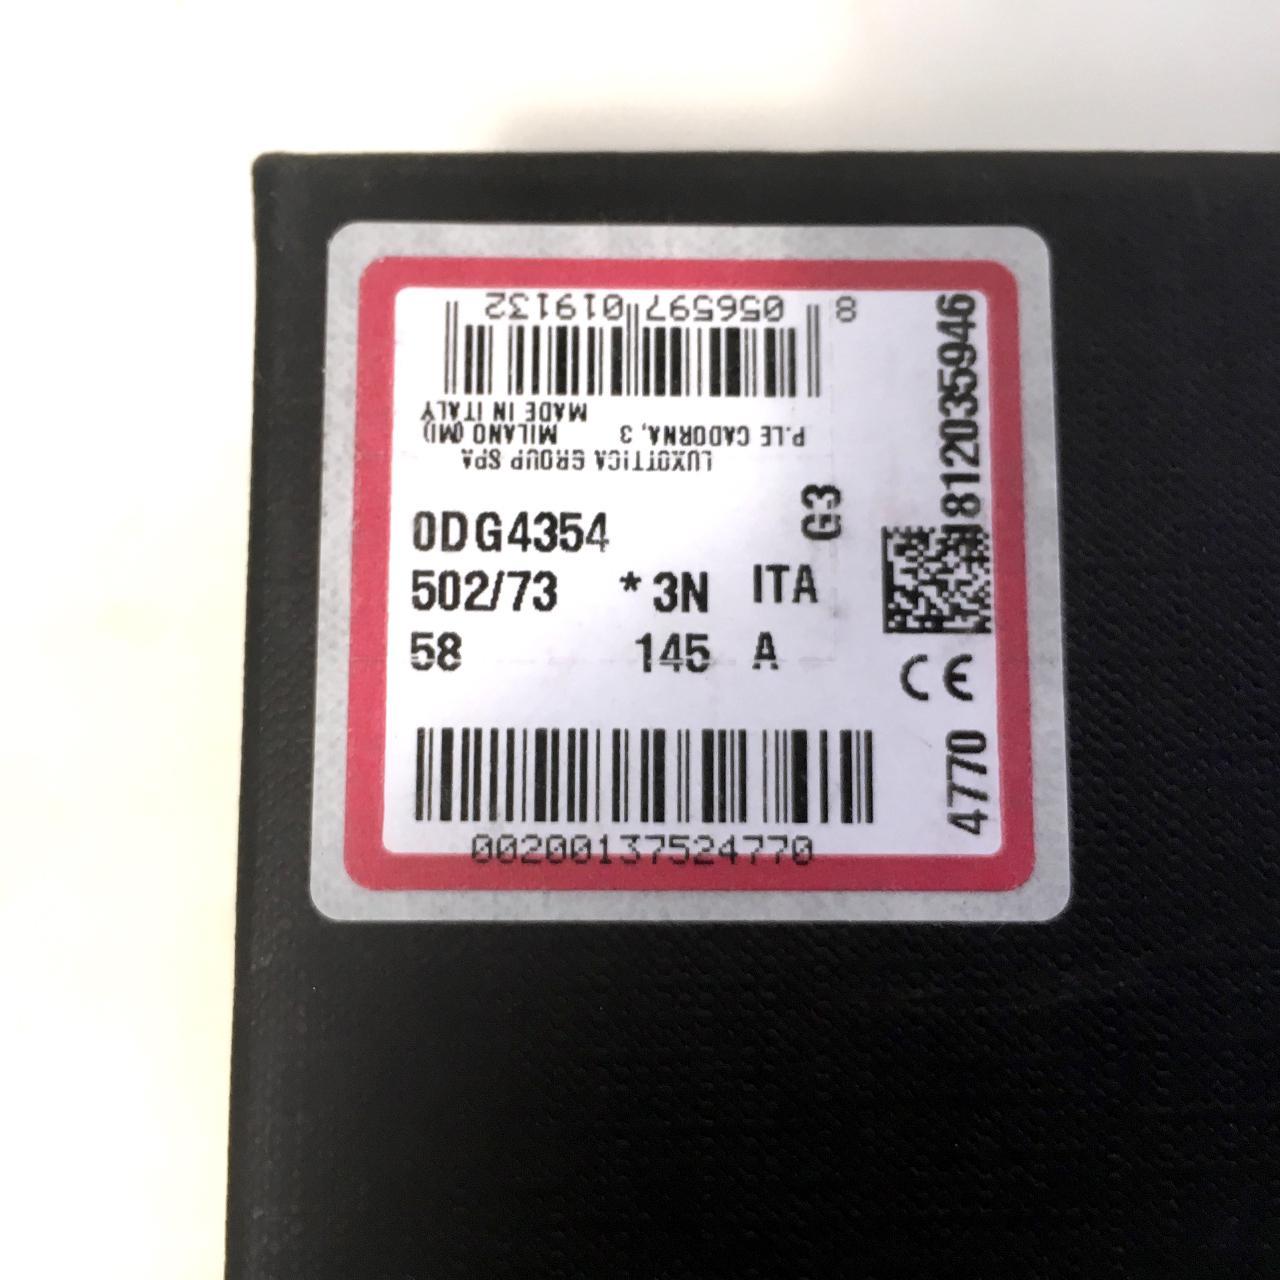 8 056597 019132
LUXOTTICA GROUP SPA
P.LE CADORNA, 3 MILANO (MI)
MADE IN ITALY
0DG4354 G3
502/73 *3N ITA
58 145 A
00200137524770
1812035946
CE
4770